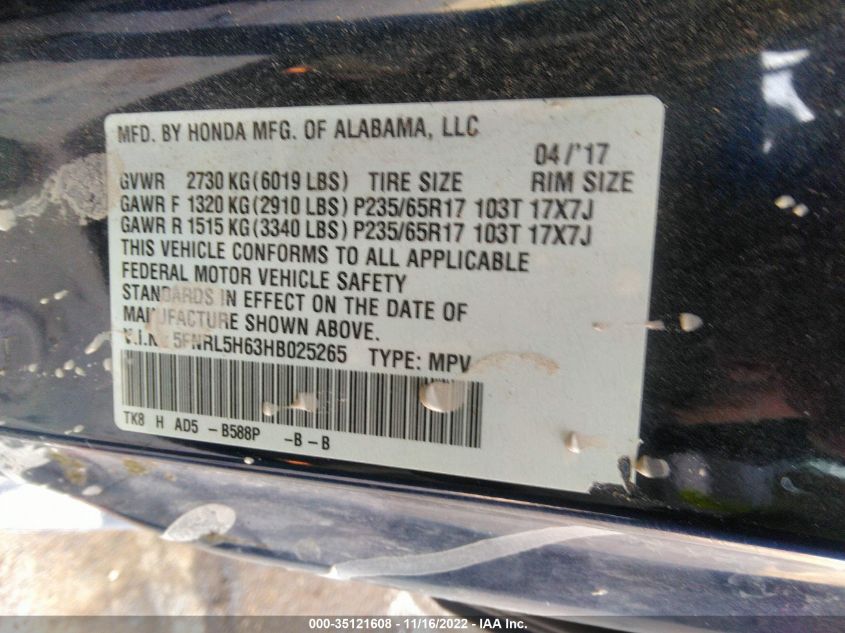 MFD. BY HONDA MFG. OF ALABAMA, LLC
04/'17
GVWR 2730 KG(6019 LBS) TIRE SIZE RIM SIZE
GAWR F 1320 KG(2910 LBS) P235/65R17 103T 17X7J
GAWR R 1515 KG(3340 LBS) P235/65R17 103T 17X7J
THIS VEHICLE CONFORMS TO ALL APPLICABLE
FEDERAL MOTOR VEHICLE SAFETY
STANDARDS IN EFFECT ON THE DATE OF
MANUFACTURE SHOWN ABOVE.
V.I.N. 5FNRL5H63HB025265 TYPE: MPV
TK8 H AD5 -B588P -B-B
000-35121608 - 11/16/2022 - IAA Inc.